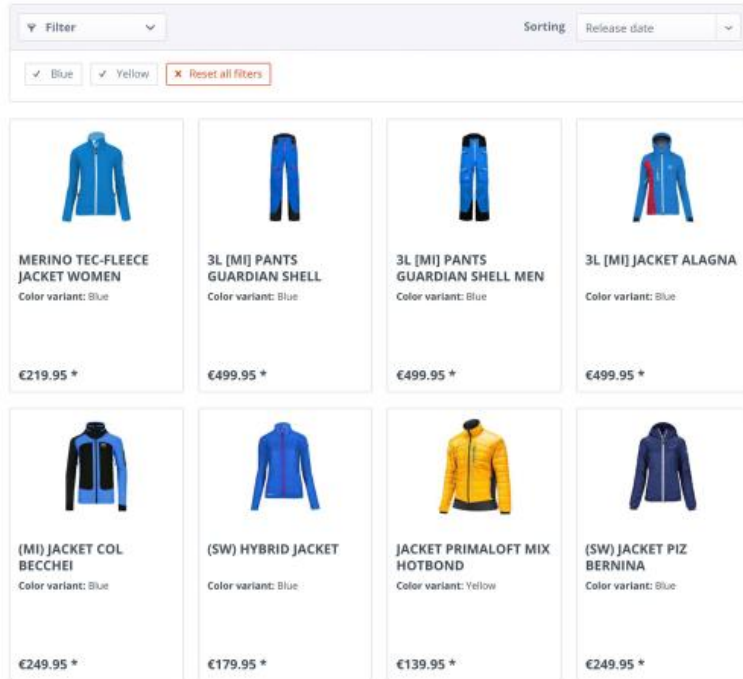 Filter
Sorting
Release date
✓ Blue
✓ Yellow
× Reset all filters
MERINO TEC-FLEECE
JACKET WOMEN
Color variant: Blue
€219.95 *
3L [MI] PANTS
GUARDIAN SHELL
Color variant: Blue
€499.95 *
3L [MI] PANTS
GUARDIAN SHELL MEN
Color variant: Blue
€499.95 *
3L [MI] JACKET ALAGNA
Color variant: Blue
€499.95 *
(MI) JACKET COL
BECCHEI
Color variant: Blue
€249.95 *
(SW) HYBRID JACKET
Color variant: Blue
€179.95 *
JACKET PRIMALOFT MIX
HOTBOND
Color variant: Yellow
€139.95 *
(SW) JACKET PIZ
BERNINA
Color variant: Blue
€249.95 *